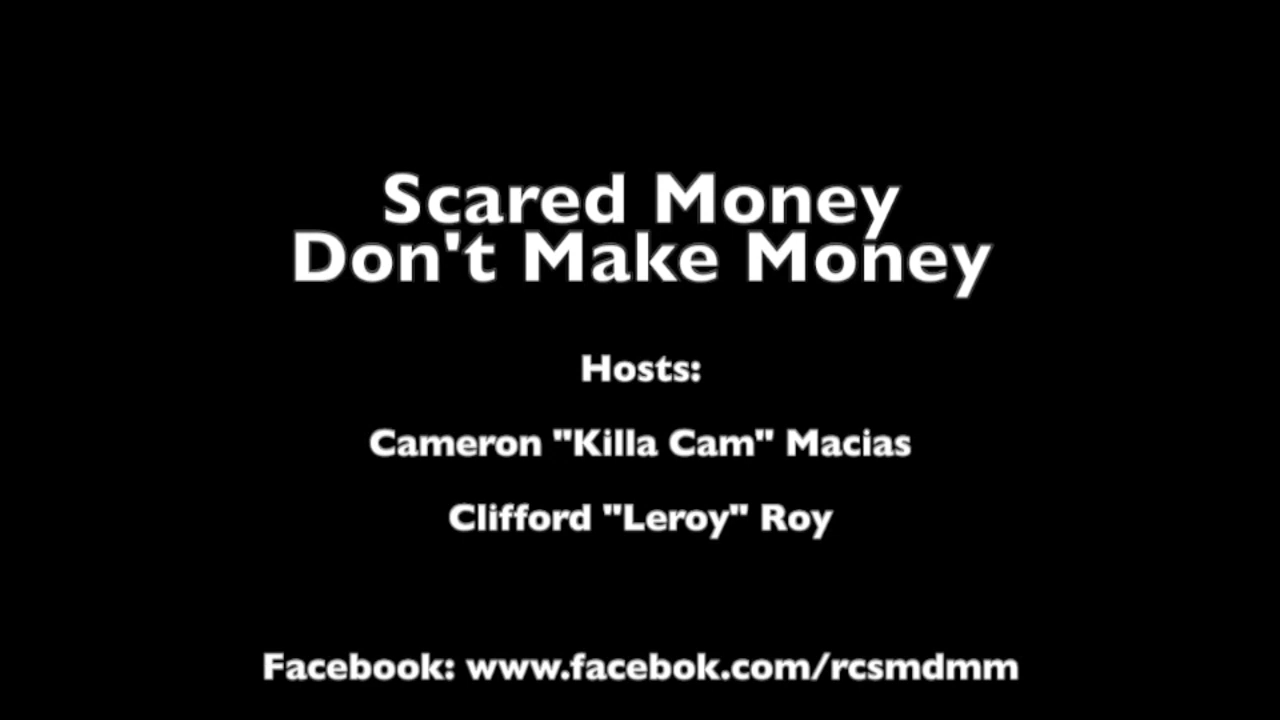 Scared Money
Don't Make Money
Hosts:
Cameron "Killa Cam" Macias
Clifford "Leroy" Roy
Facebook: www.facebok.com/rcsmdmm